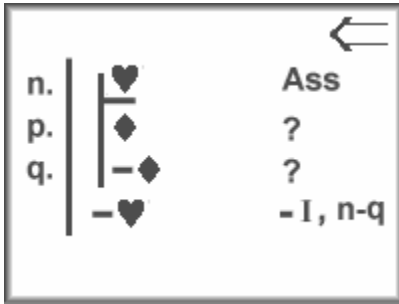 n. ♥ Ass
p. ♦ ?
q. –♦ ?
–♥ –I, n-q